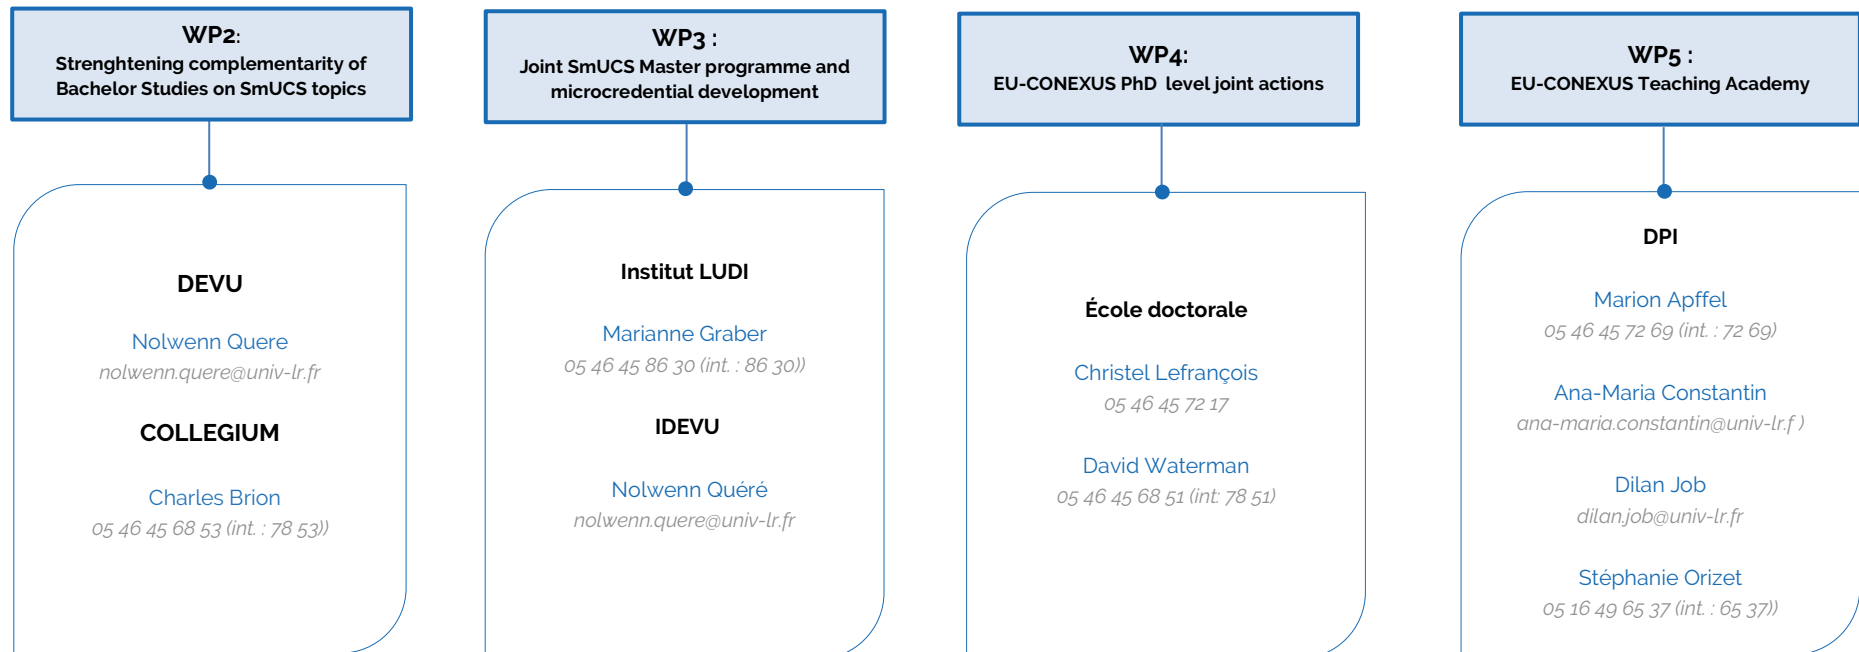 WP2:
Strenghtening complementarity of
Bachelor Studies on SmUCS topics
DEVU
Nolwenn Quere
nolwenn.quere@univ-lr.fr
COLLEGIUM
Charles Brion
05 46 45 68 53 (int. : 78 53))
WP3 :
Joint SmUCS Master programme and
microcredential development
Institut LUDI
Marianne Graber
05 46 45 86 30 (int. : 86 30))
IDEVU
Nolwenn Quéré
nolwenn.quere@univ-lr.fr
WP4:
EU-CONEXUS PhD level joint actions
École doctorale
Christel Lefrançois
05 46 45 72 17
David Waterman
05 46 45 68 51 (int: 78 51)
WP5 :
EU-CONEXUS Teaching Academy
DPI
Marion Apffel
05 46 45 72 69 (int. : 72 69)
Ana-Maria Constantin
ana-maria.constantin@univ-lr.f )
Dilan Job
dilan.job@univ-lr.fr
Stéphanie Orizet
05 16 49 65 37 (int. : 65 37))